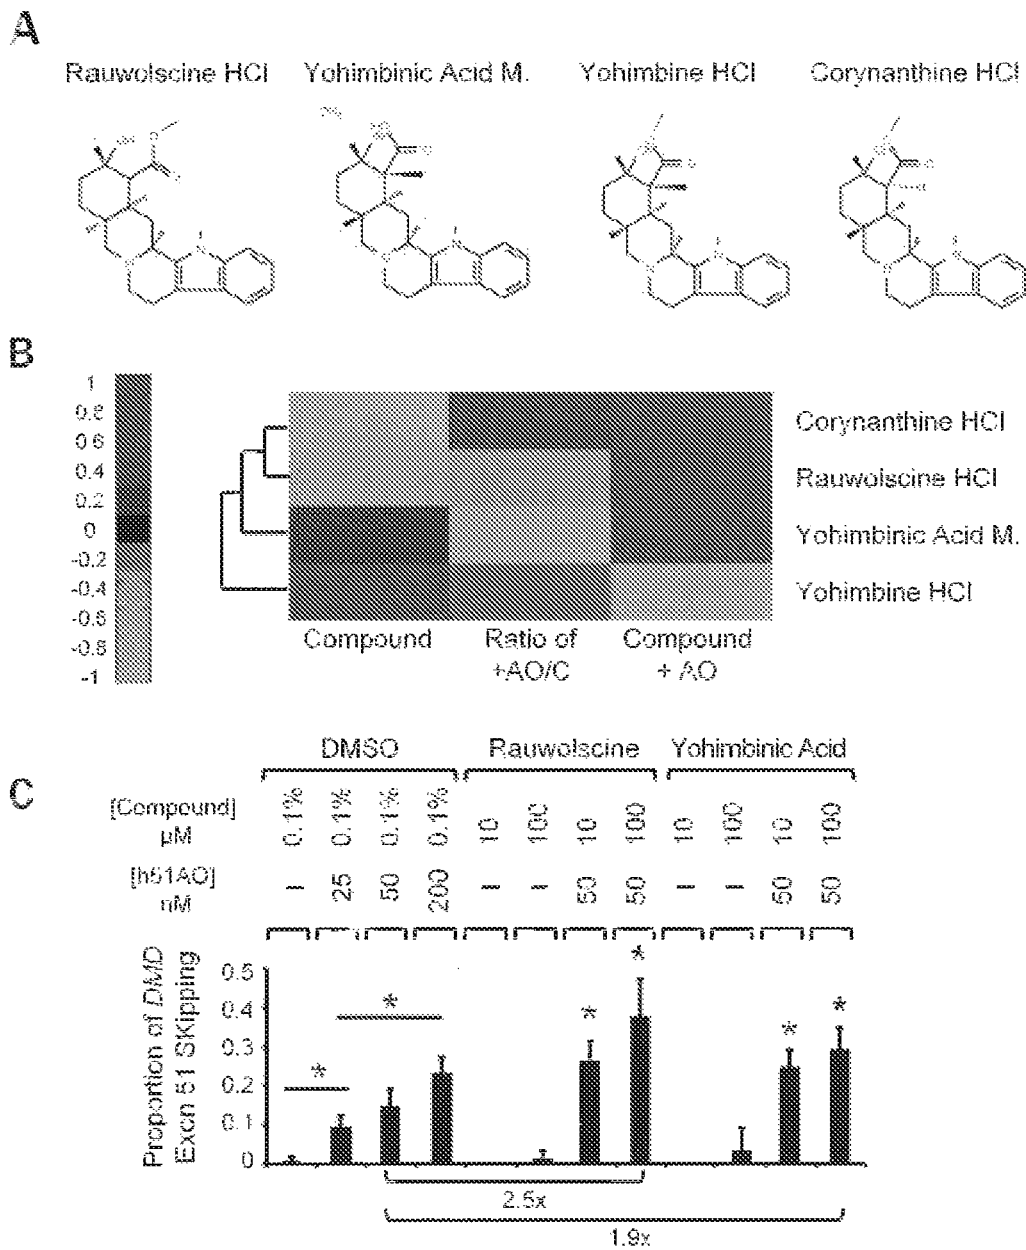 A
Rauwolscine HCl Yohimbinic Acid M. Yohimbine HCl Corynanthine HCl
B
1
0.8
0.6
0.4
0.2
0
-0.2
-0.4
-0.6
-0.8
-1
Corynanthine HCl
Rauwolscine HCl
Yohimbinic Acid M.
Yohimbine HCl
Compound Ratio of Compound
+AO/C + AO
C
DMSO Rauwolscine Yohimbinic Acid
[Compound] 0.1% 0.1% 0.1% 0.1% 10 100 10 100 10 100 10 100
µM
[h51AO] – 25 50 200 – – 50 50 – – 50 50
nM
Proportion of DMD
Exon 51 SKipping
0.5
0.4
0.3
0.2
0.1
0
* * * * * *
2.5x
1.9x